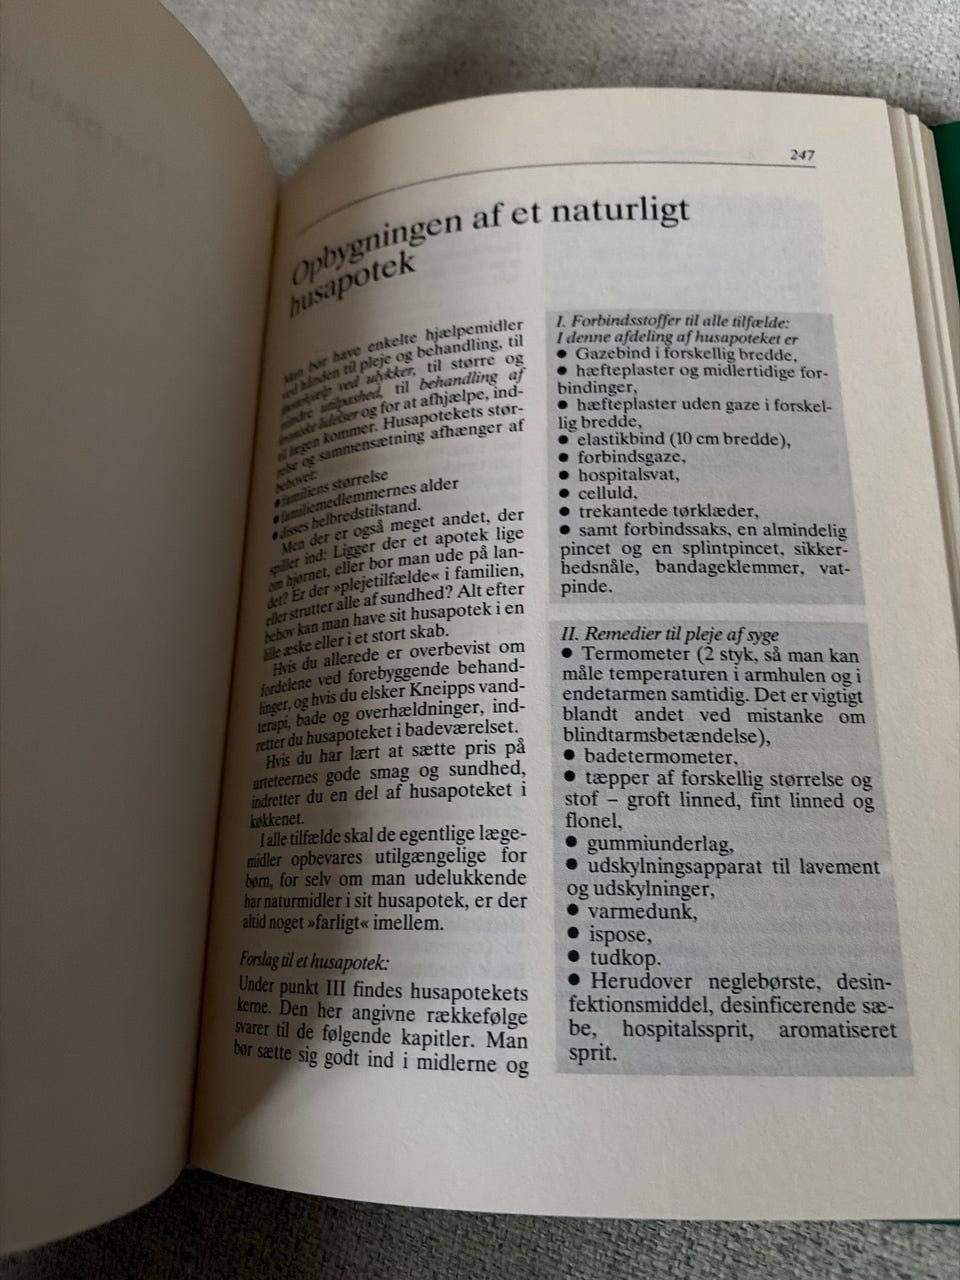 247
Opbygningen af et naturligt
husapotek
Man bør have enkelte hjælpemidler
ved hånden til pleje og behandling, til
førstehjælp ved ulykker, til større og
mindre utilpashed, til behandling af
kroniske lidelser og for at afhjælpe, ind-
til lægen kommer. Husapotekets stør-
relse og sammensætning afhænger af
behovet:
● familiens størrelse
● familiemedlemmernes alder
● disses helbredstilstand.
Men der er også meget andet, der
spiller ind: Ligger der et apotek lige
om hjørnet, eller bor man ude på lan-
det? Er der »plejetilfælde« i familien,
eller strutter alle af sundhed? Alt efter
behov kan man have sit husapotek i en
lille æske eller i et stort skab.
Hvis du allerede er overbevist om
fordelene ved forebyggende behand-
linger, og hvis du elsker Kneipps vand-
terapi, bade og overhældninger, ind-
retter du husapoteket i badeværelset.
Hvis du har lært at sætte pris på
urteteernes gode smag og sundhed,
indretter du en del af husapoteket i
køkkenet.
I alle tilfælde skal de egentlige læge-
midler opbevares utilgængelige for
børn, for selv om man udelukkende
har naturmidler i sit husapotek, er der
altid noget »farligt« imellem.
Forslag til et husapotek:
Under punkt III findes husapotekets
kerne. Den her angivne rækkefølge
svarer til de følgende kapitler. Man
bør sætte sig godt ind i midlerne og
I. Forbindsstoffer til alle tilfælde:
I denne afdeling af husapoteket er
● Gazebind i forskellig bredde,
● hæfteplaster og midlertidige for-
bindinger,
● hæfteplaster uden gaze i forskel-
lig bredde,
● elastikbind (10 cm bredde),
● forbindsgaze,
● hospitalsvat,
● celluld,
● trekantede tørklæder,
● samt forbindssaks, en almindelig
pincet og en splintpincet, sikker-
hedsnåle, bandageklemmer, vat-
pinde.
II. Remedier til pleje af syge
● Termometer (2 styk, så man kan
måle temperaturen i armhulen og i
endetarmen samtidig. Det er vigtigt
blandt andet ved mistanke om
blindtarmsbetændelse),
● badetermometer,
● tæpper af forskellig størrelse og
stof – groft linned, fint linned og
flonel,
● gummiunderlag,
● udskylningsapparat til lavement
og udskylninger,
● varmedunk,
● ispose,
● tudkop.
● Herudover neglebørste, desin-
fektionsmiddel, desinficerende sæ-
be, hospitalssprit, aromatiseret
sprit.